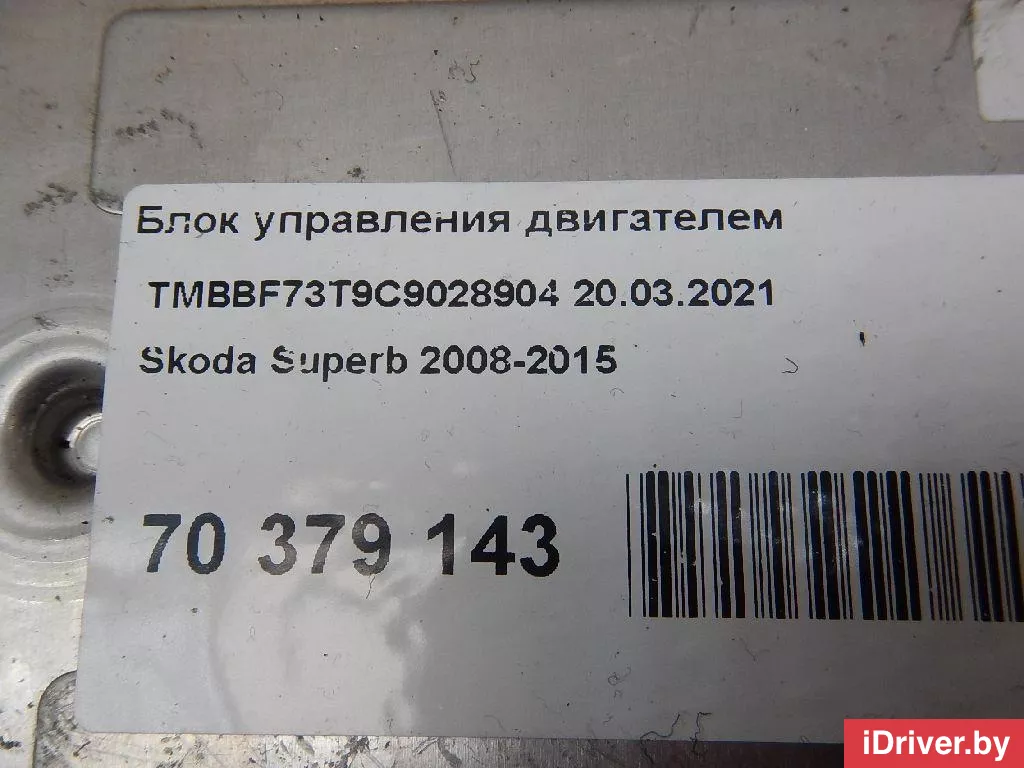 Блок управления двигателем
TMBBF73T9C9028904 20.03.2021
Skoda Superb 2008-2015
70 379 143
iDriver.by